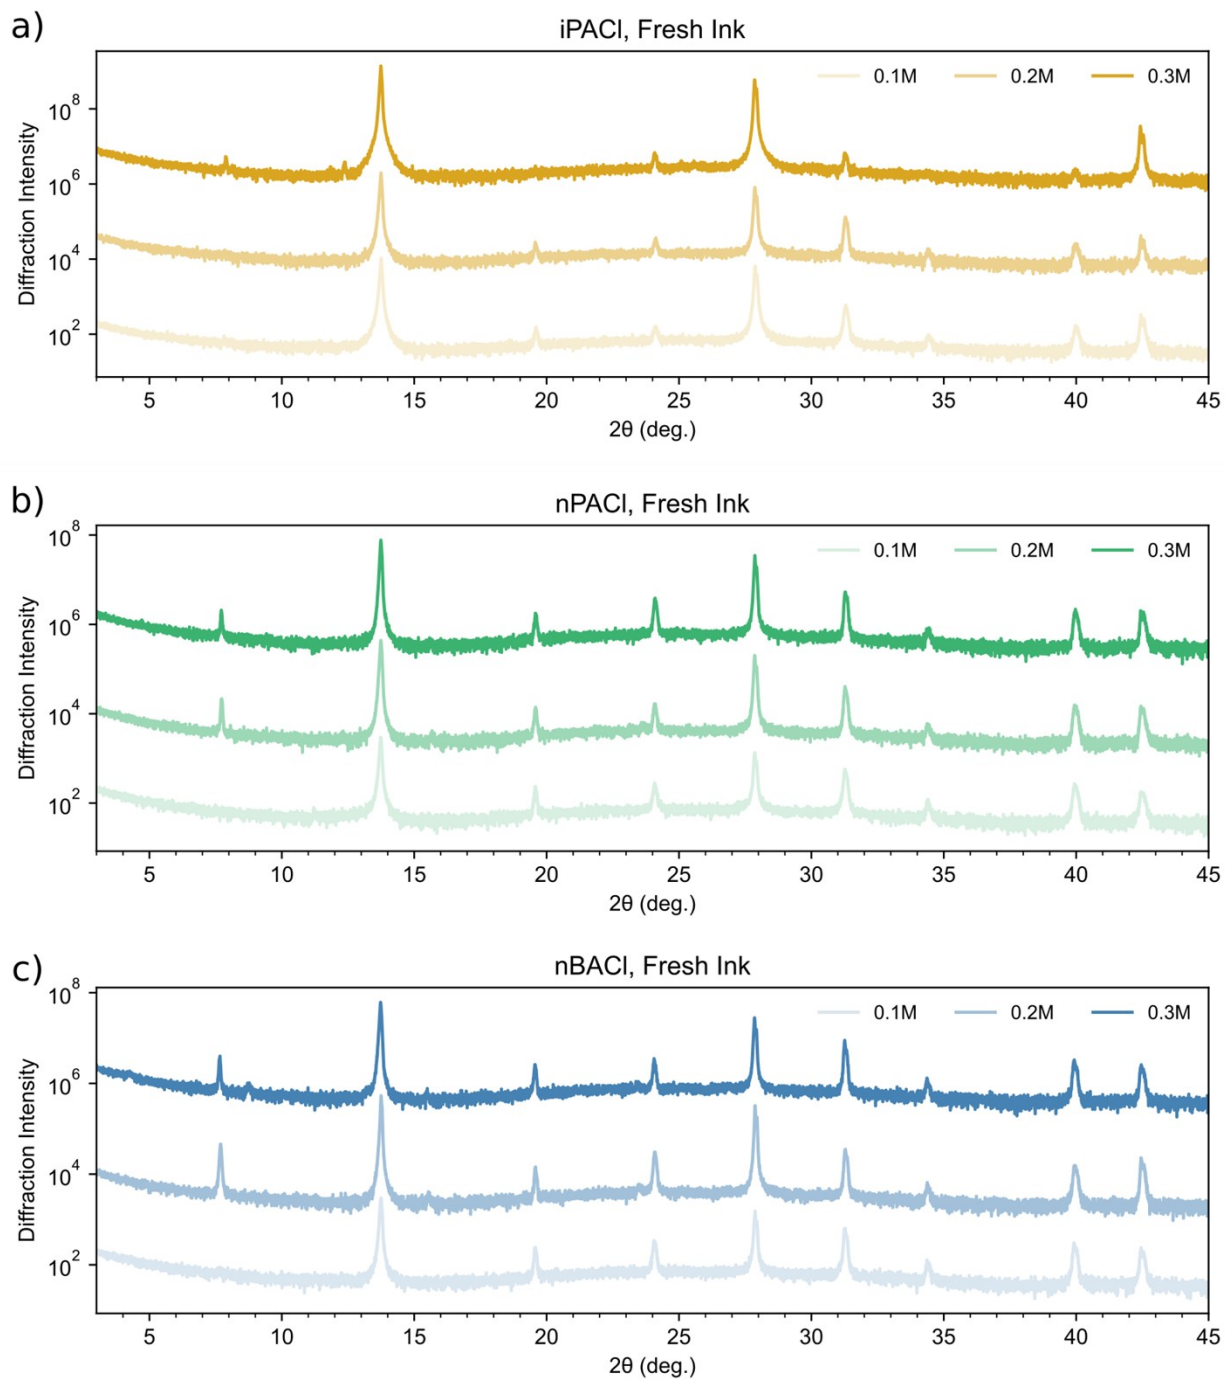 a)
iPACl, Fresh Ink
0.1M 0.2M 0.3M
Diffraction Intensity
10^8
10^6
10^4
10^2
5 10 15 20 25 30 35 40 45
2θ (deg.)
b)
nPACl, Fresh Ink
0.1M 0.2M 0.3M
Diffraction Intensity
10^8
10^6
10^4
10^2
5 10 15 20 25 30 35 40 45
2θ (deg.)
c)
nBACl, Fresh Ink
0.1M 0.2M 0.3M
Diffraction Intensity
10^8
10^6
10^4
10^2
5 10 15 20 25 30 35 40 45
2θ (deg.)